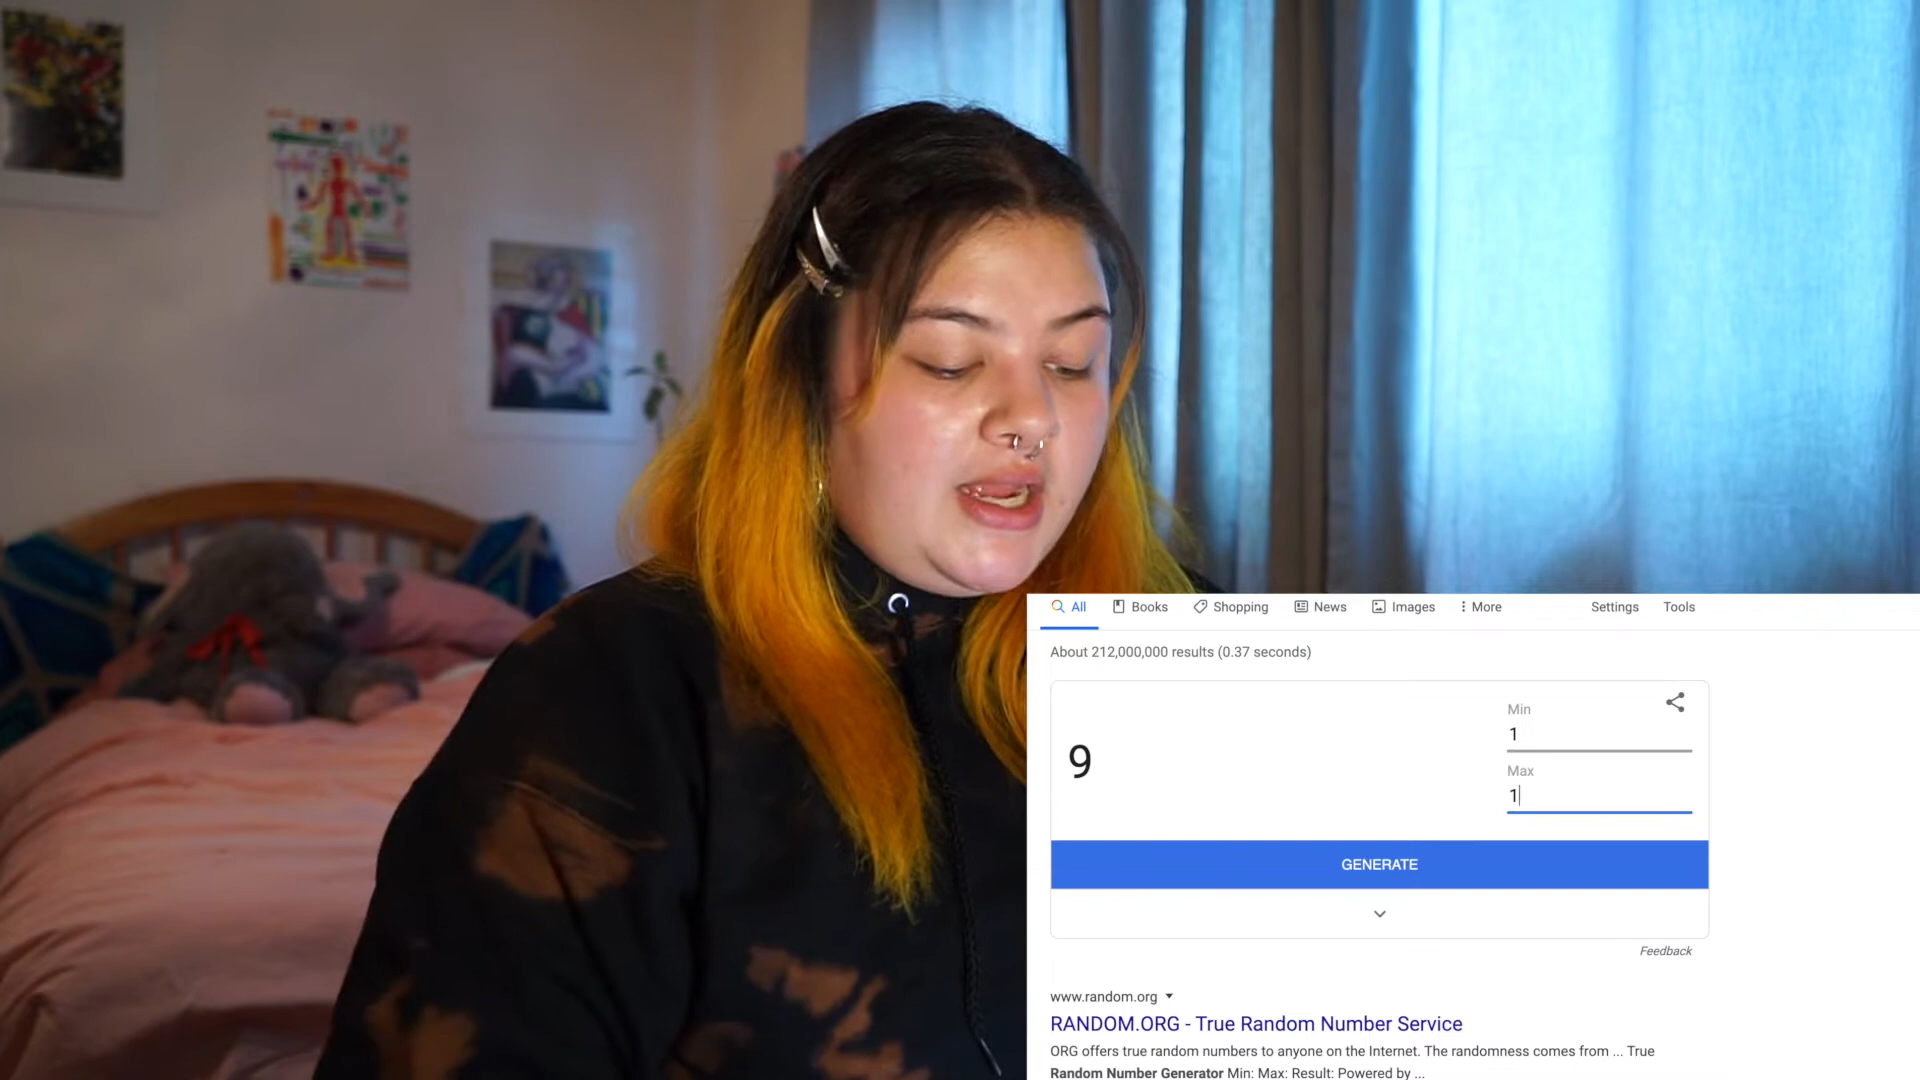 All Books Shopping News Images More Settings Tools
About 212,000,000 results (0.37 seconds)
Min
1
9
Max
1
GENERATE
Feedback
www.random.org
RANDOM.ORG - True Random Number Service
ORG offers true random numbers to anyone on the Internet. The randomness comes from ... True
Random Number Generator Min: Max: Result: Powered by ...